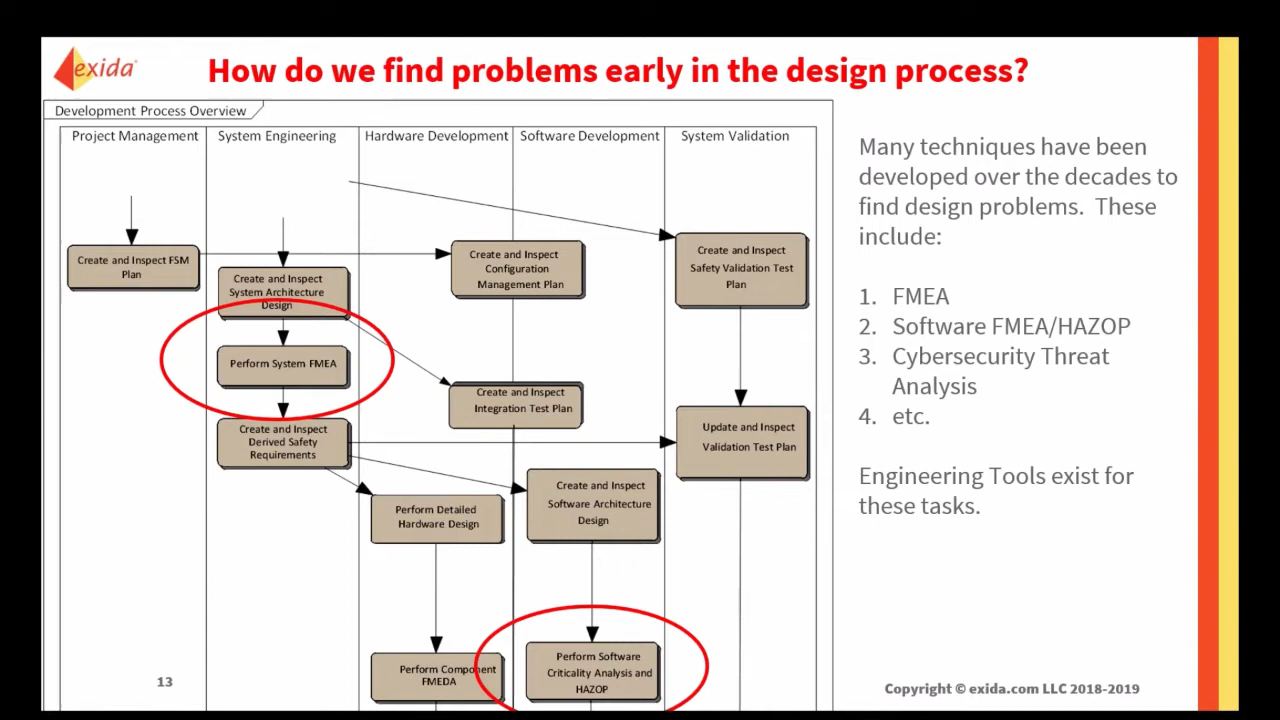 exida
How do we find problems early in the design process?
Development Process Overview
Project Management
System Engineering
Hardware Development
Software Development
System Validation
Create and Inspect FSM
Plan
Create and Inspect
System Architecture
Design
Perform System FMEA
Create and Inspect
Derived Safety
Requirements
Create and Inspect
Configuration
Management Plan
Create and Inspect
Integration Test Plan
Perform Detailed
Hardware Design
Perform Component
FMEDA
Create and Inspect
Software Architecture
Design
Perform Software
Criticality Analysis and
HAZOP
Create and Inspect
Safety Validation Test
Plan
Update and Inspect
Validation Test Plan
Many techniques have been
developed over the decades to
find design problems. These
include:
1. FMEA
2. Software FMEA/HAZOP
3. Cybersecurity Threat
Analysis
4. etc.
Engineering Tools exist for
these tasks.
13
Copyright © exida.com LLC 2018-2019